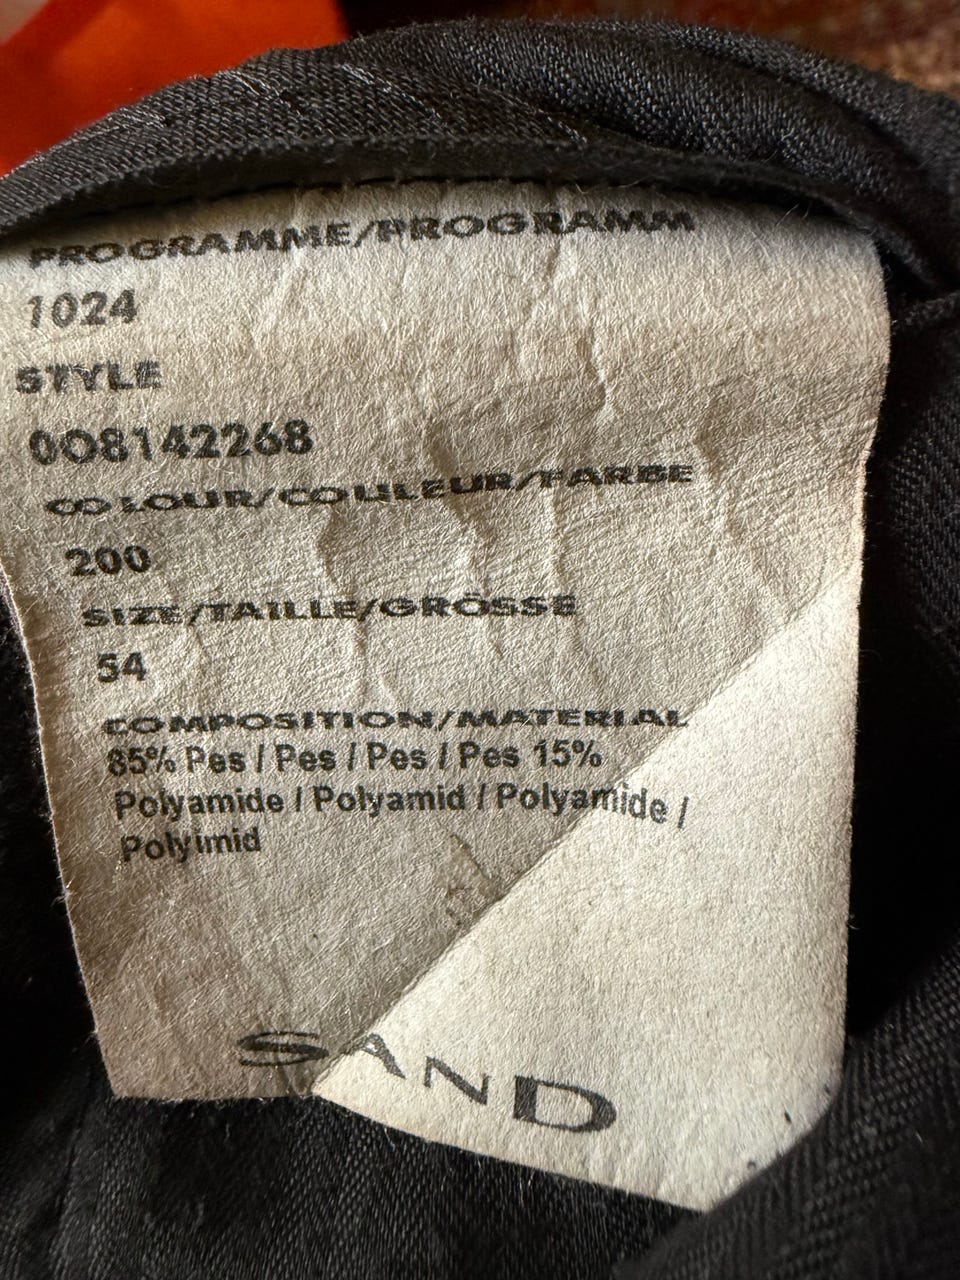 PROGRAMME/PROGRAMM
1024
STYLE
008142268
COLOUR/COULEUR/FARBE
200
SIZE/TAILLE/GRÖSSE
54
COMPOSITION/MATERIAL
85% Pes / Pes / Pes / Pes 15%
Polyamide / Polyamid / Polyamide /
Polyimid
SAND